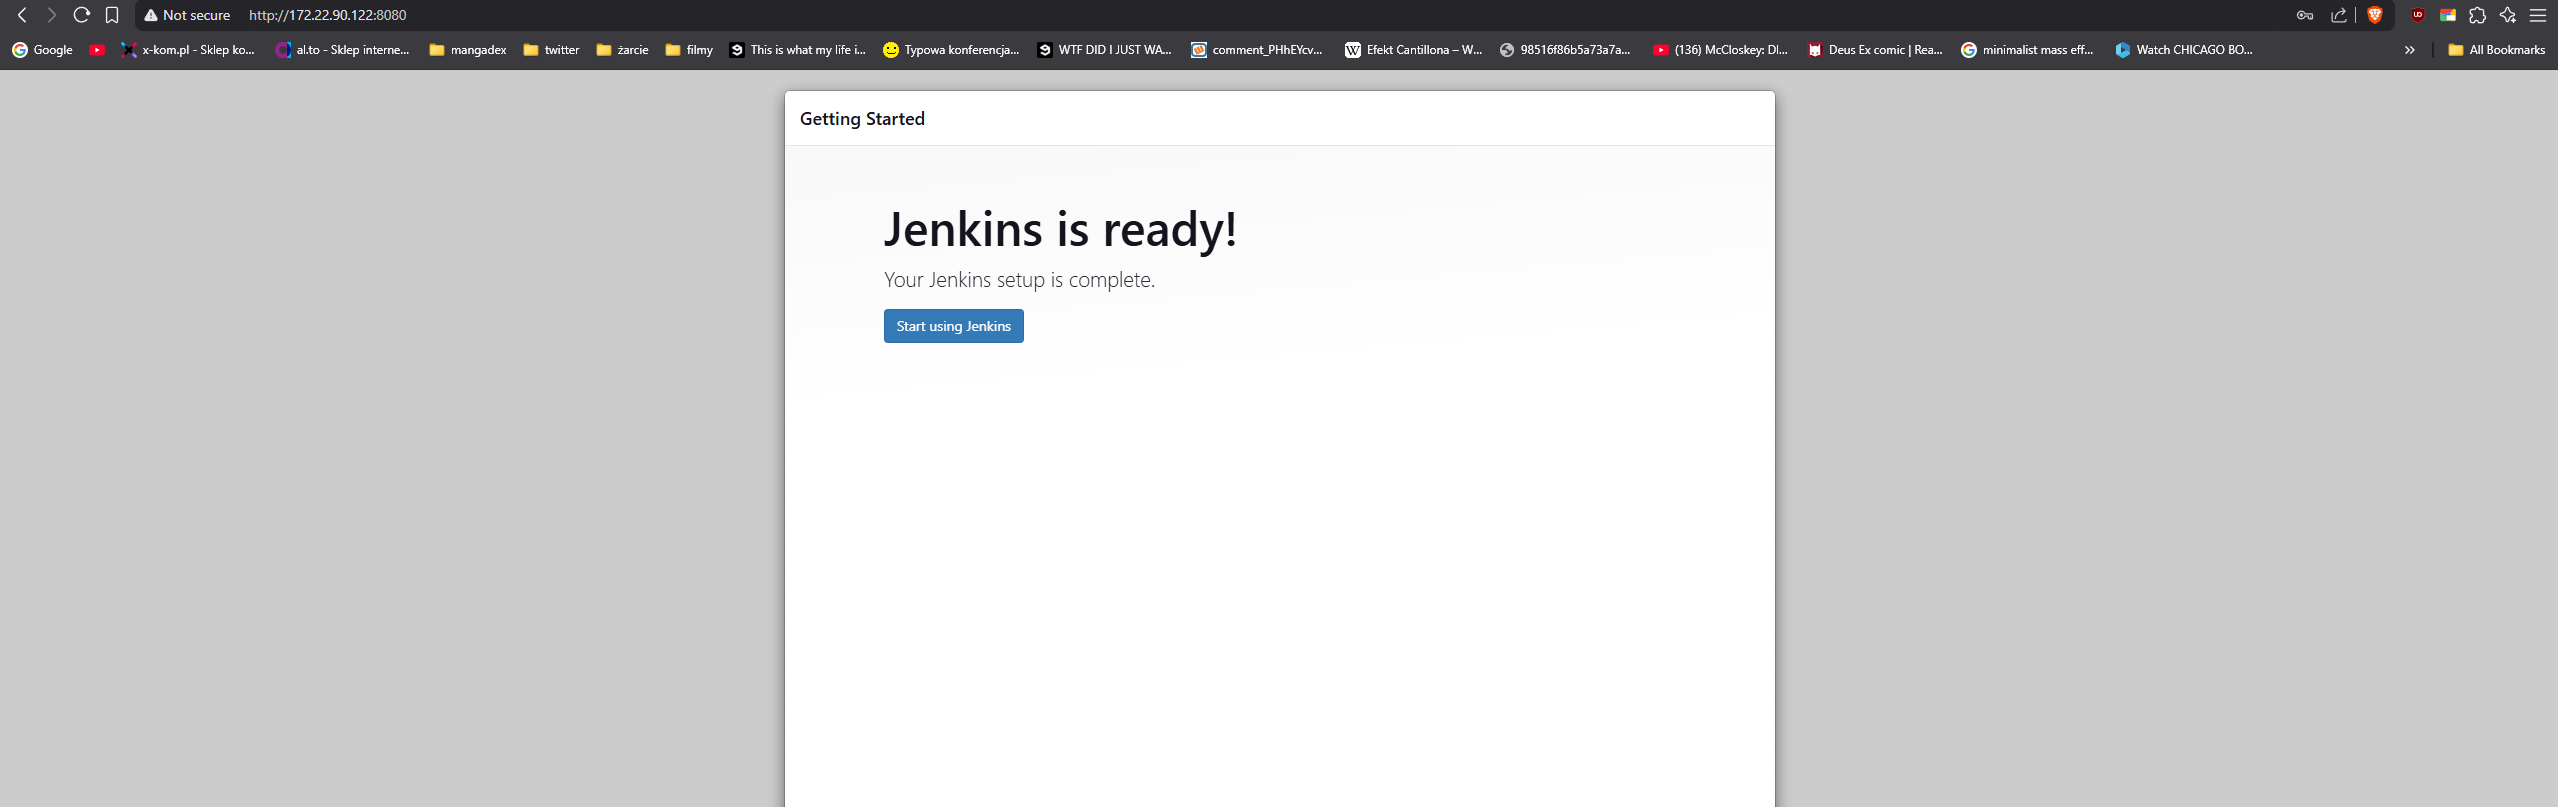 Not secure http://172.22.90.122:8080
Google x-kom.pl - Sklep ko... al.to - Sklep interne... mangadex twitter żarcie filmy This is what my life i... Typowa konferencja... WTF DID I JUST WA... comment_PHhEYcv... Efekt Cantillona – W... 98516f86b5a73a7a... (136) McCloskey: DI... Deus Ex comic | Rea... minimalist mass eff... Watch CHICAGO BO... » All Bookmarks
Getting Started
Jenkins is ready!
Your Jenkins setup is complete.
Start using Jenkins